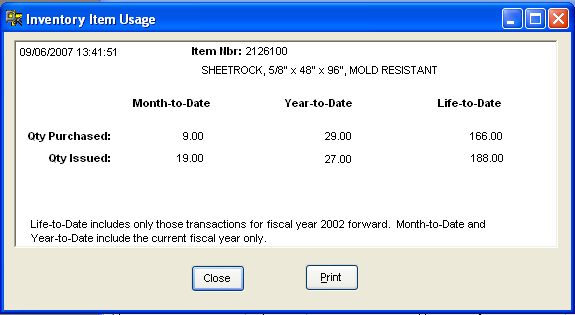 Inventory Item Usage
09/06/2007 13:41:51 Item Nbr: 2126100
SHEETROCK, 5/8" x 48" x 96", MOLD RESISTANT
Month-to-Date Year-to-Date Life-to-Date
Qty Purchased: 9.00 29.00 166.00
Qty Issued: 19.00 27.00 188.00
Life-to-Date includes only those transactions for fiscal year 2002 forward. Month-to-Date and
Year-to-Date include the current fiscal year only.
Close Print